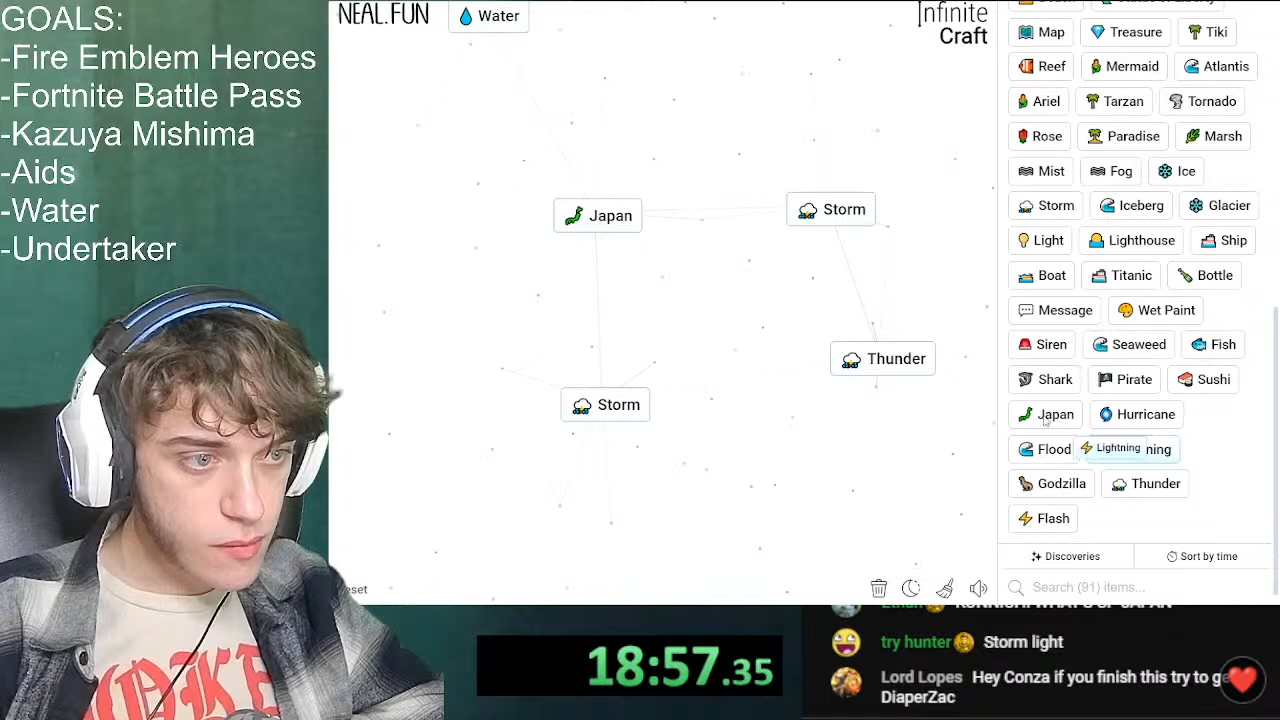 GOALS:
-Fire Emblem Heroes
-Fortnite Battle Pass
-Kazuya Mishima
-Aids
-Water
-Undertaker
NEAL.FUN
Water
Infinite
Craft
Japan
Storm
Thunder
Storm
eset
Map
Treasure
Tiki
Reef
Mermaid
Atlantis
Ariel
Tarzan
Tornado
Rose
Paradise
Marsh
Mist
Fog
Ice
Storm
Iceberg
Glacier
Light
Lighthouse
Ship
Boat
Titanic
Bottle
Message
Wet Paint
Siren
Seaweed
Fish
Shark
Pirate
Sushi
Japan
Hurricane
Flood
Lightning
ning
Godzilla
Thunder
Flash
Discoveries
Sort by time
Search (91) items...
18:57.35
try hunter Storm light
Lord Lopes Hey Conza if you finish this try to ge
DiaperZac